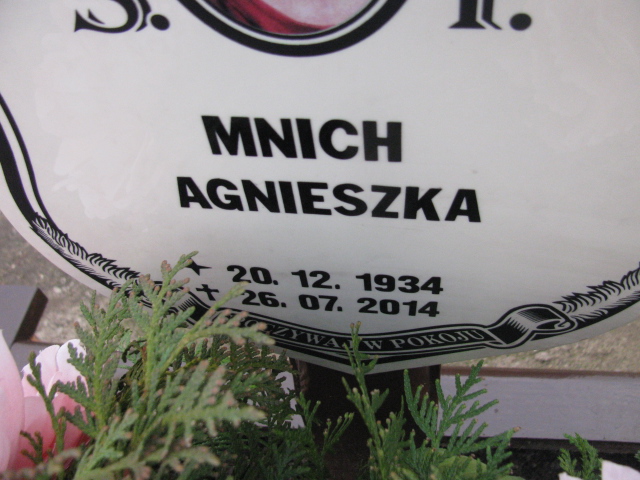 Ś. P.
MNICH
AGNIESZKA
20. 12. 1934
+ 26. 07. 2014
W POKOJU